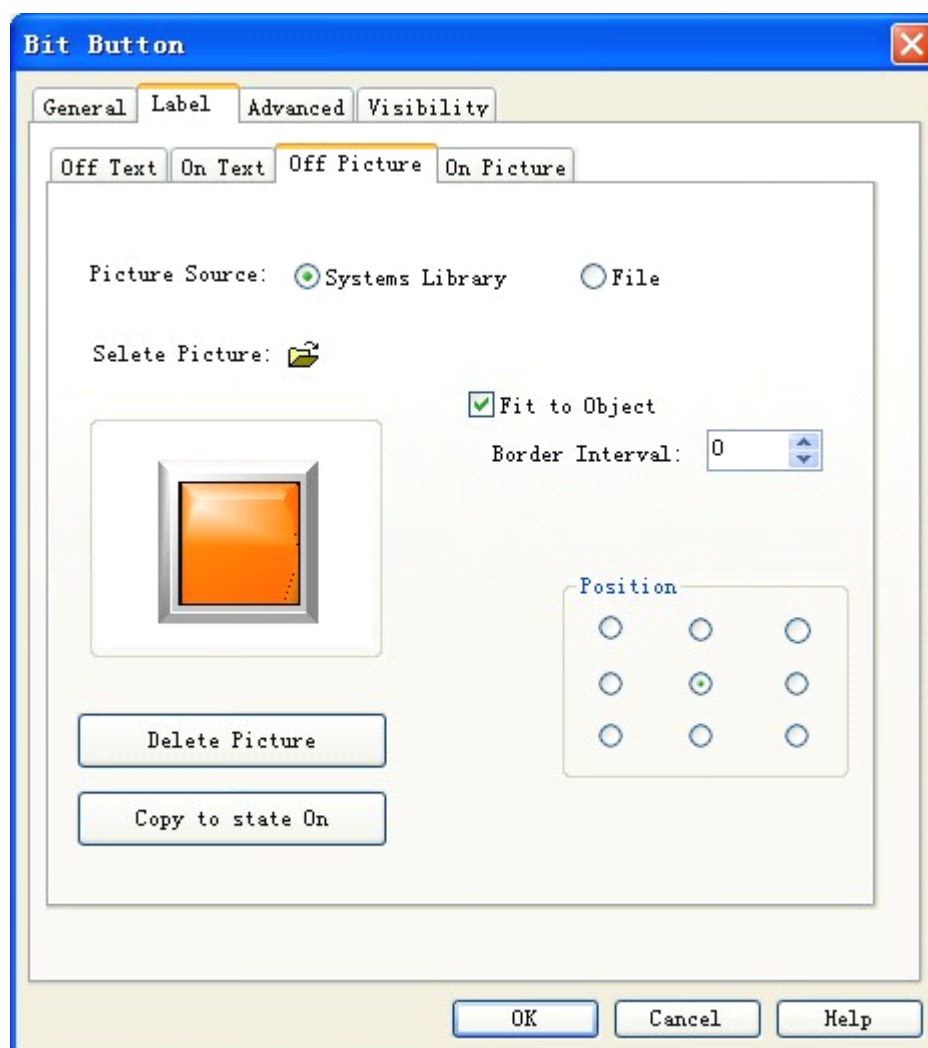 Bit Button
General Label Advanced Visibility
Off Text On Text Off Picture On Picture
Picture Source: Systems Library File
Selete Picture:
Fit to Object
Border Interval: 0
Position
Delete Picture
Copy to state On
OK Cancel Help